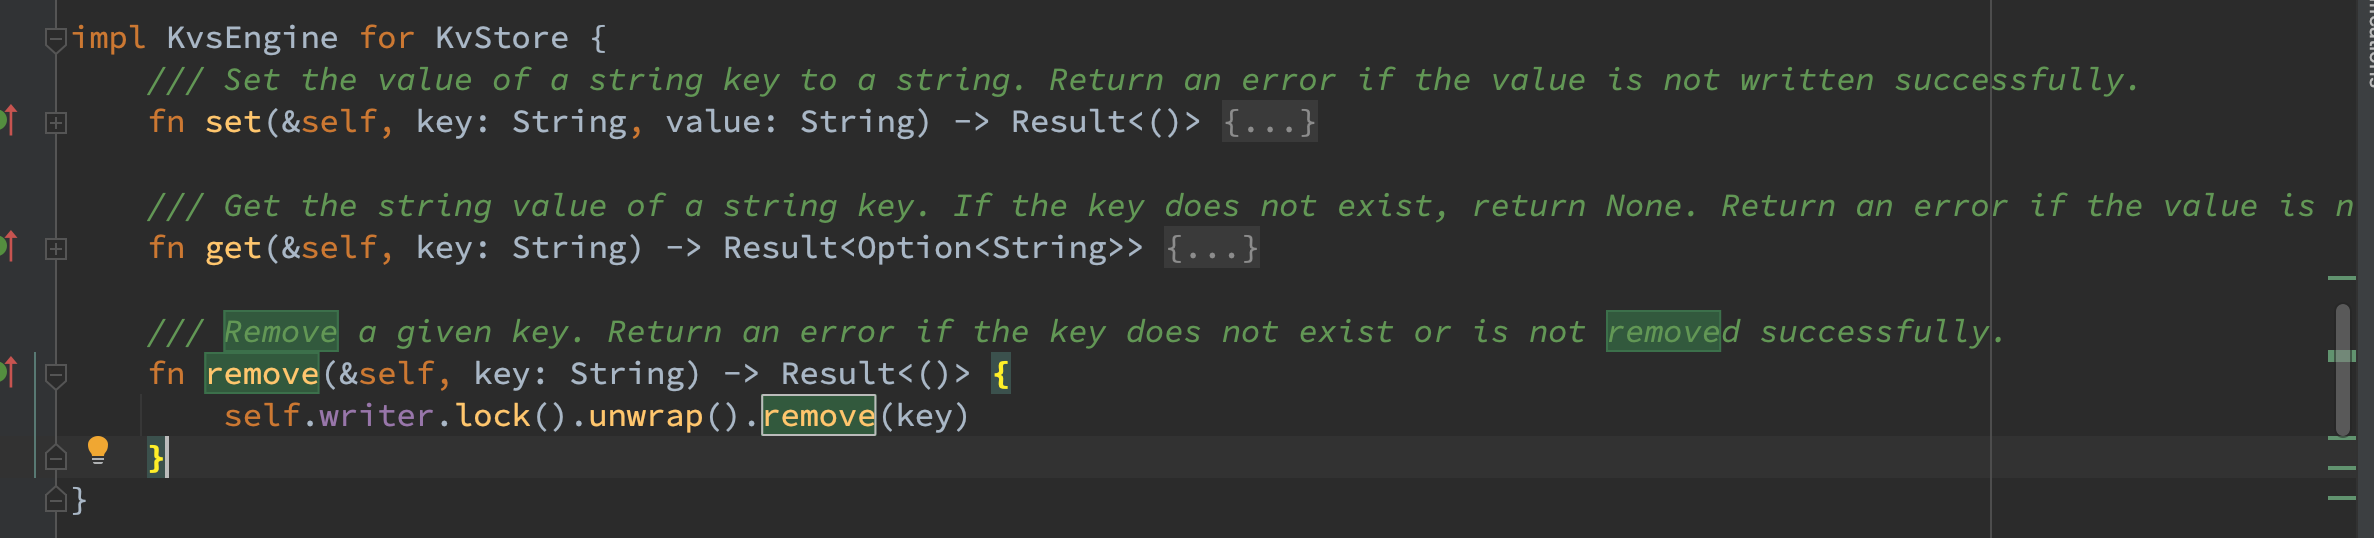 impl KvsEngine for KvStore {
/// Set the value of a string key to a string. Return an error if the value is not written successfully.
fn set(&self, key: String, value: String) -> Result<()> {...}
/// Get the string value of a string key. If the key does not exist, return None. Return an error if the value is n
fn get(&self, key: String) -> Result<Option<String>> {...}
/// Remove a given key. Return an error if the key does not exist or is not removed successfully.
fn remove(&self, key: String) -> Result<()> {
self.writer.lock().unwrap().remove(key)
}
}